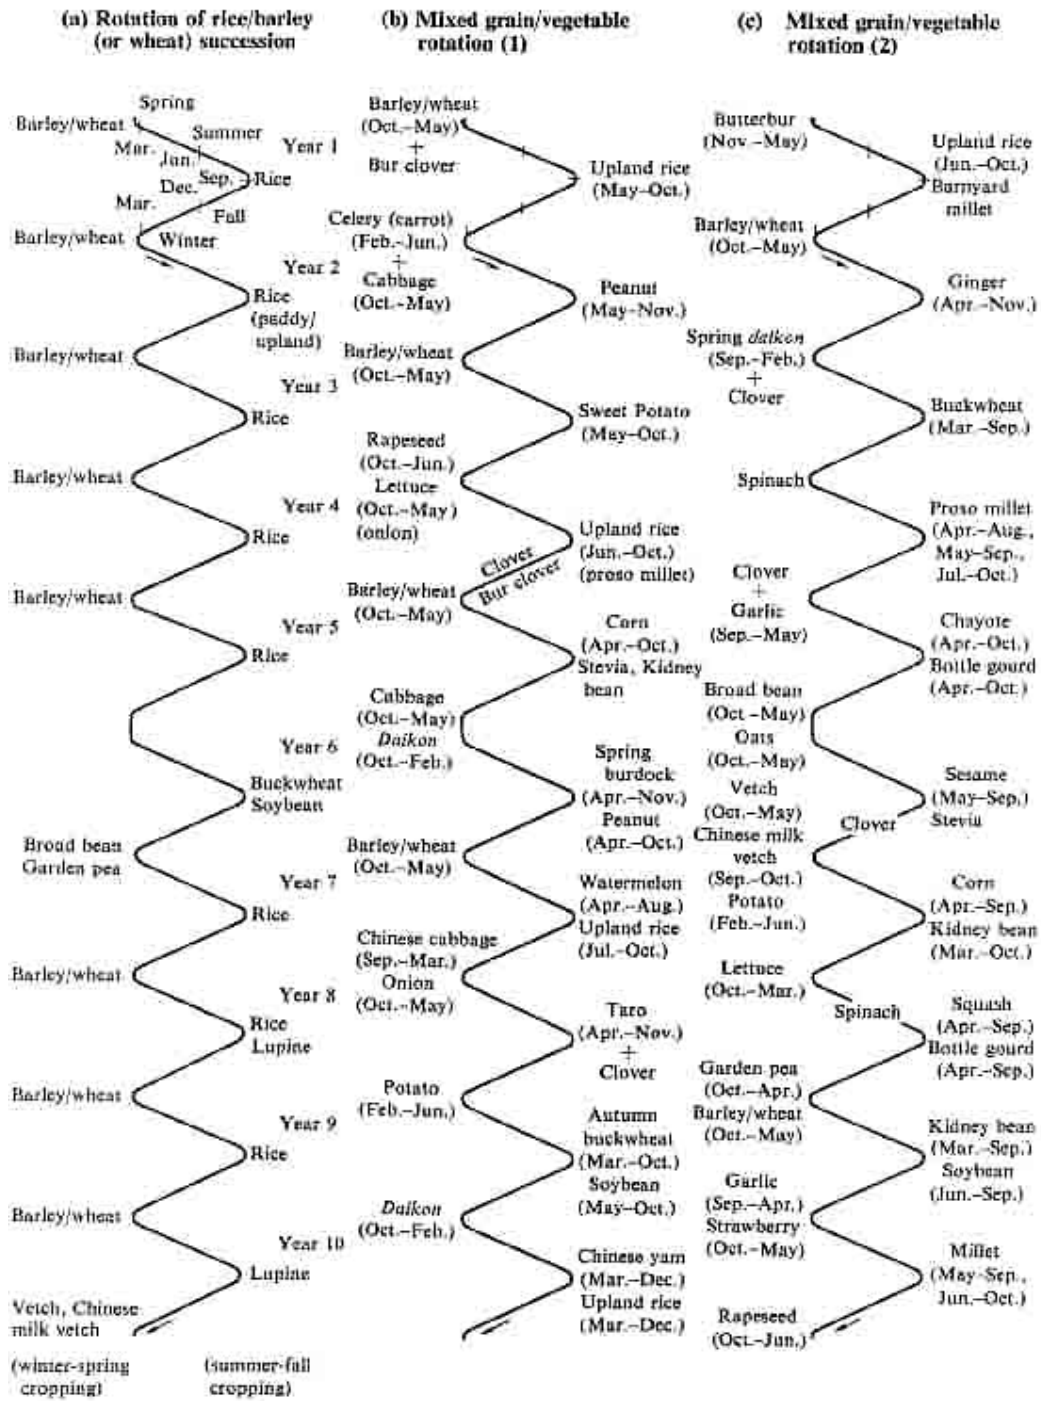 (a) Rotation of rice/barley
(or wheat) succession
Spring
Barley/wheat
Summer
Mar.
Jun.
Year 1
Sep.
Rice
Dec.
Mar.
Fall
Barley/wheat
Winter
Year 2
Rice
(paddy/
upland)
Barley/wheat
Year 3
Rice
Barley/wheat
Year 4
Rice
Barley/wheat
Year 5
Rice
Year 6
Buckwheat
Soybean
Broad bean
Garden pea
Year 7
Rice
Barley/wheat
Year 8
Rice
Lupine
Barley/wheat
Year 9
Rice
Barley/wheat
Year 10
Lupine
Vetch, Chinese
milk vetch
(winter-spring
cropping)
(summer-fall
cropping)
(b) Mixed grain/vegetable
rotation (1)
Barley/wheat
(Oct.–May)
+
Bur clover
Upland rice
(May–Oct.)
Celery (carrot)
(Feb.–Jun.)
+
Cabbage
(Oct.–May)
Peanut
(May–Nov.)
Barley/wheat
(Oct.–May)
Sweet Potato
(May–Oct.)
Rapeseed
(Oct.–Jun.)
Lettuce
(Oct.–May)
(onion)
Upland rice
(Jun.–Oct.)
(proso millet)
Clover
Bur clover
Barley/wheat
(Oct.–May)
Corn
(Apr.–Oct.)
Stevia, Kidney
bean
Cabbage
(Oct.–May)
Daikon
(Oct.–Feb.)
Spring
burdock
(Apr.–Nov.)
Peanut
(Apr.–Oct.)
Barley/wheat
(Oct.–May)
Watermelon
(Apr.–Aug.)
Upland rice
(Jul.–Oct.)
Chinese cabbage
(Sep.–Mar.)
Onion
(Oct.–May)
Taro
(Apr.–Nov.)
+
Clover
Potato
(Feb.–Jun.)
Autumn
buckwheat
(Mar.–Oct.)
Soybean
(May–Oct.)
Daikon
(Oct.–Feb.)
Chinese yam
(Mar.–Dec.)
Upland rice
(Mar.–Dec.)
(c) Mixed grain/vegetable
rotation (2)
Butterbur
(Nov.–May)
Upland rice
(Jun.–Oct.)
Barnyard
millet
Barley/wheat
(Oct.–May)
Ginger
(Apr.–Nov.)
Spring daikon
(Sep.–Feb.)
+
Clover
Buckwheat
(Mar.–Sep.)
Spinach
Proso millet
(Apr.–Aug.,
May–Sep.,
Jul.–Oct.)
Clover
+
Garlic
(Sep.–May)
Chayote
(Apr.–Oct.)
Bottle gourd
(Apr.–Oct.)
Broad bean
(Oct.–May)
Oats
(Oct.–May)
Sesame
(May–Sep.)
Stevia
Clover
Vetch
(Oct.–May)
Chinese milk
vetch
(Sep.–Oct.)
Potato
(Feb.–Jun.)
Corn
(Apr.–Sep.)
Kidney bean
(Mar.–Oct.)
Lettuce
(Oct.–Mar.)
Spinach
Squash
(Apr.–Sep.)
Bottle gourd
(Apr.–Sep.)
Garden pea
(Oct.–Apr.)
Barley/wheat
(Oct.–May)
Kidney bean
(Mar.–Sep.)
Soybean
(Jun.–Sep.)
Garlic
(Sep.–Apr.)
Strawberry
(Oct.–May)
Millet
(May–Sep.,
Jun.–Oct.)
Rapeseed
(Oct.–Jun.)